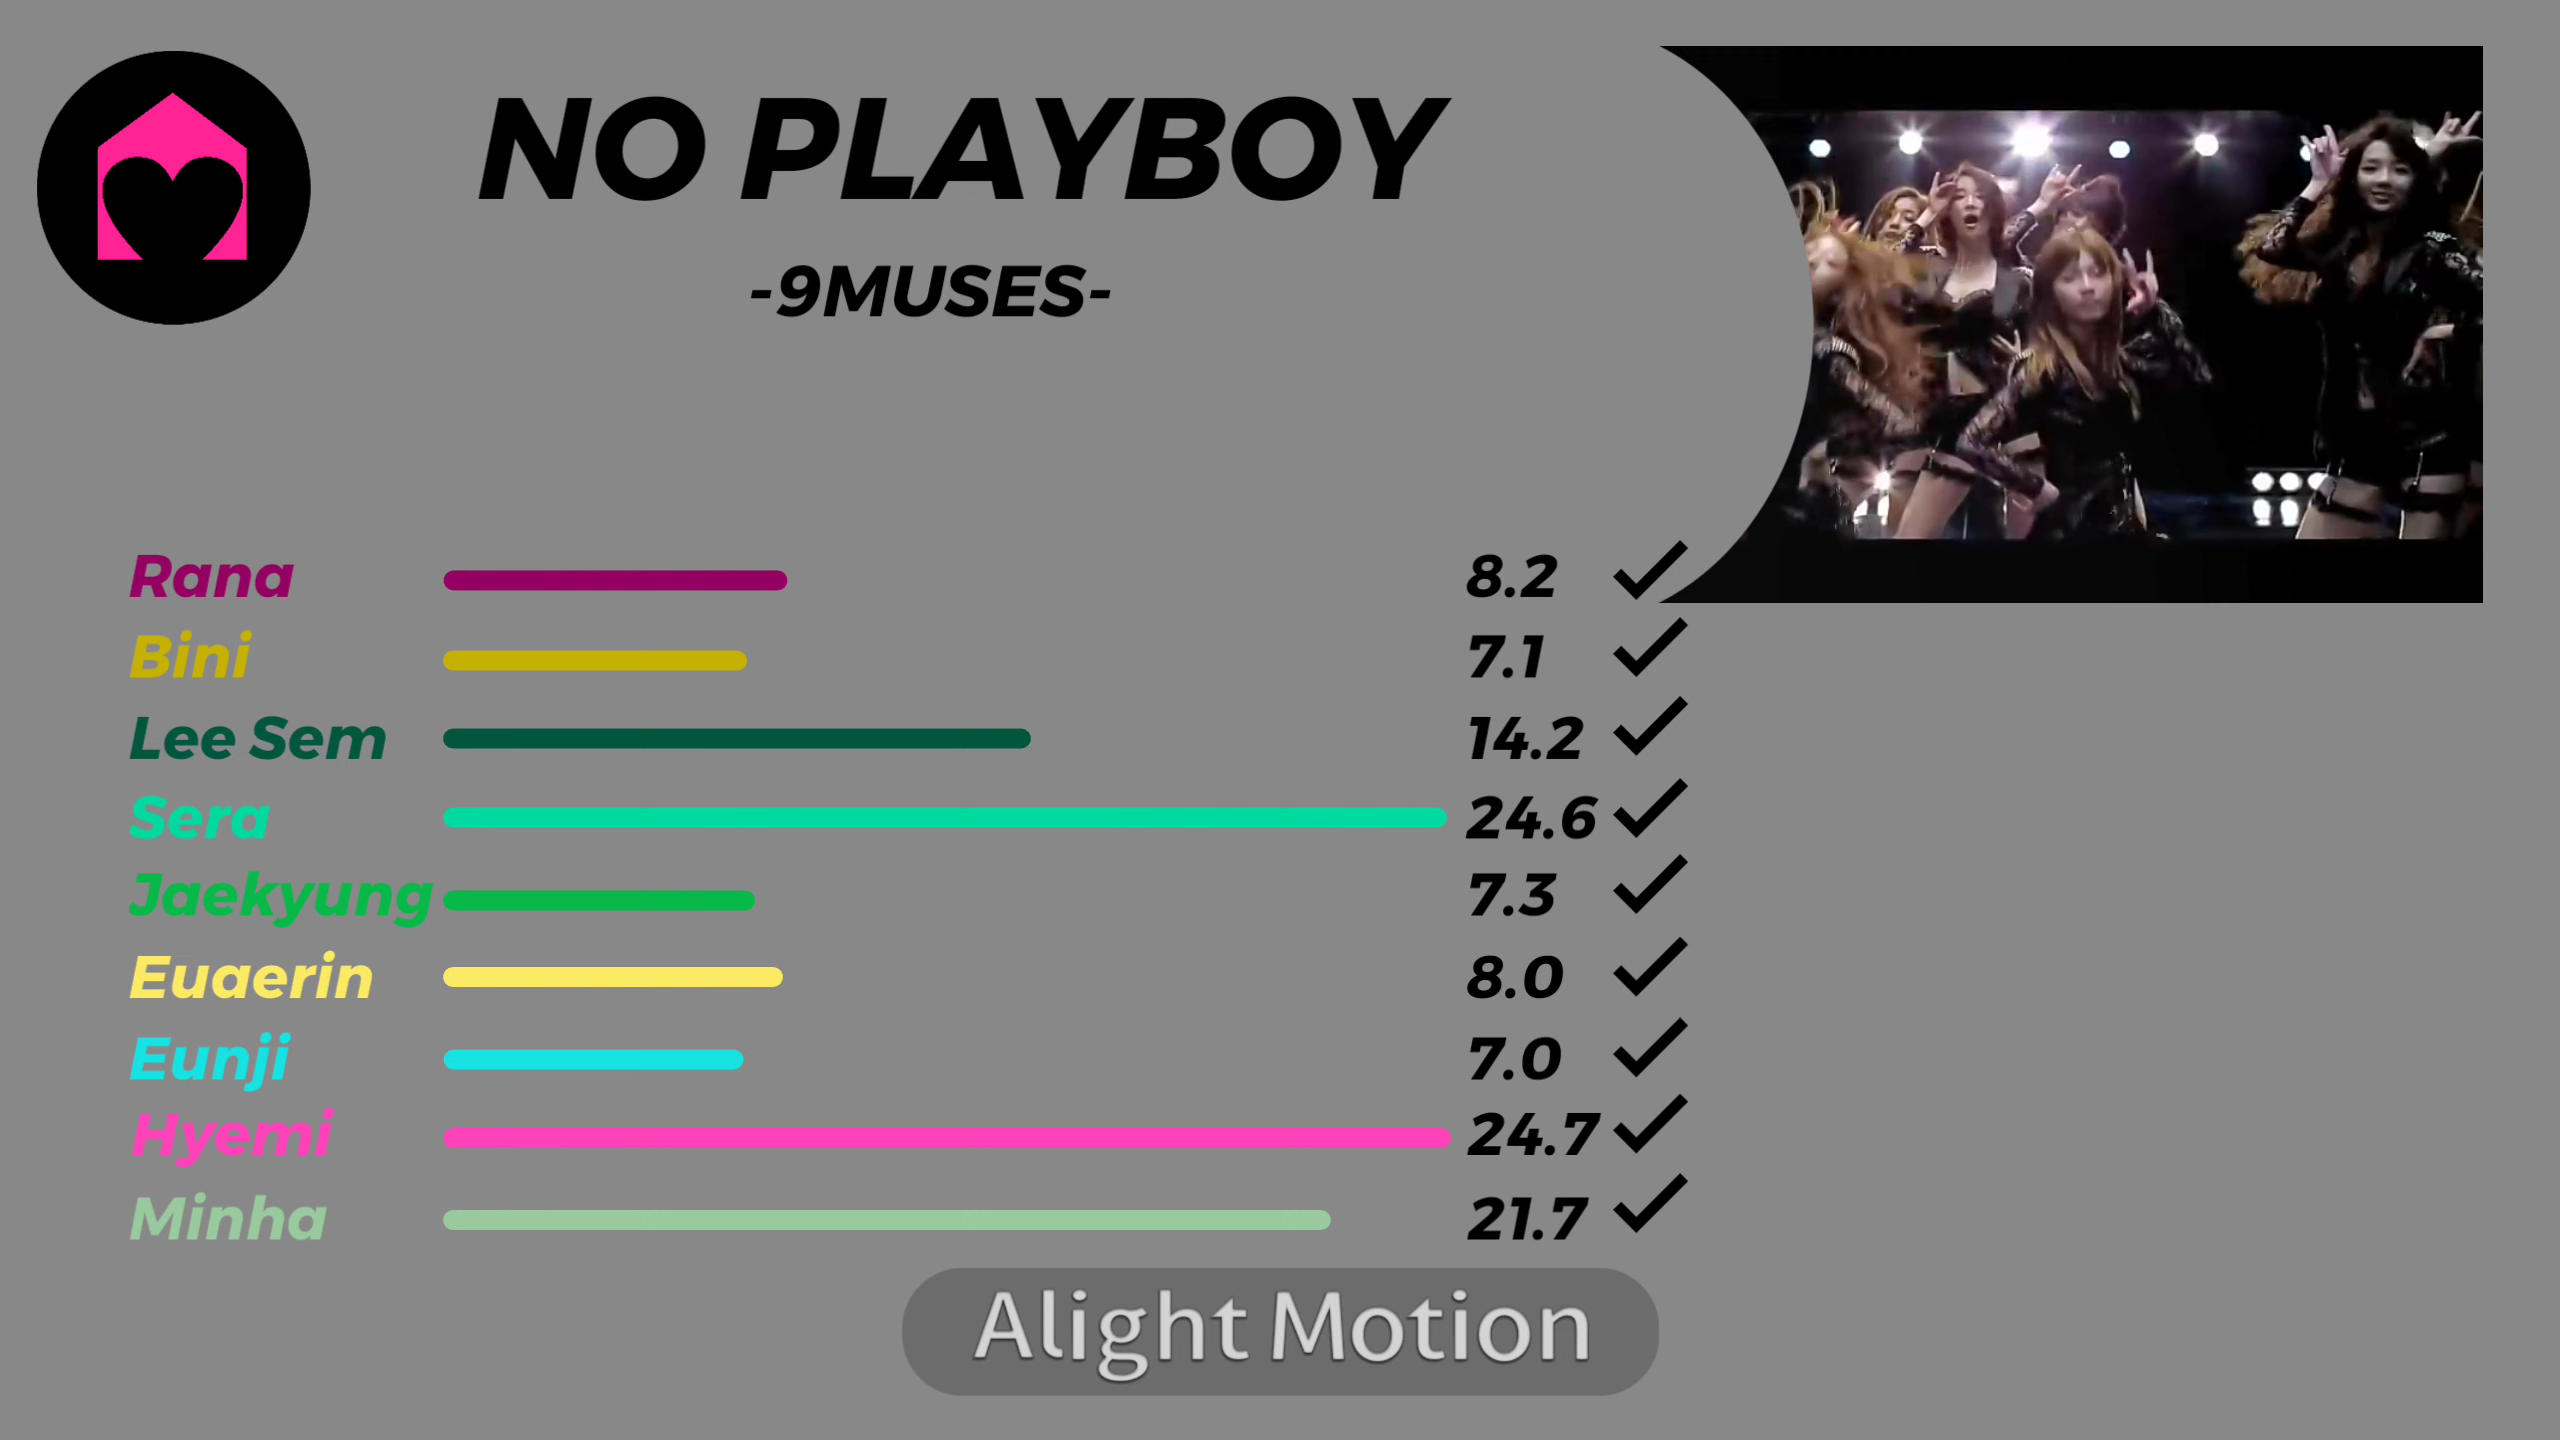 NO PLAYBOY
-9MUSES-
Rana 8.2
Bini 7.1
Lee Sem 14.2
Sera 24.6
Jaekyung 7.3
Euaerin 8.0
Eunji 7.0
Hyemi 24.7
Minha 21.7
Alight Motion